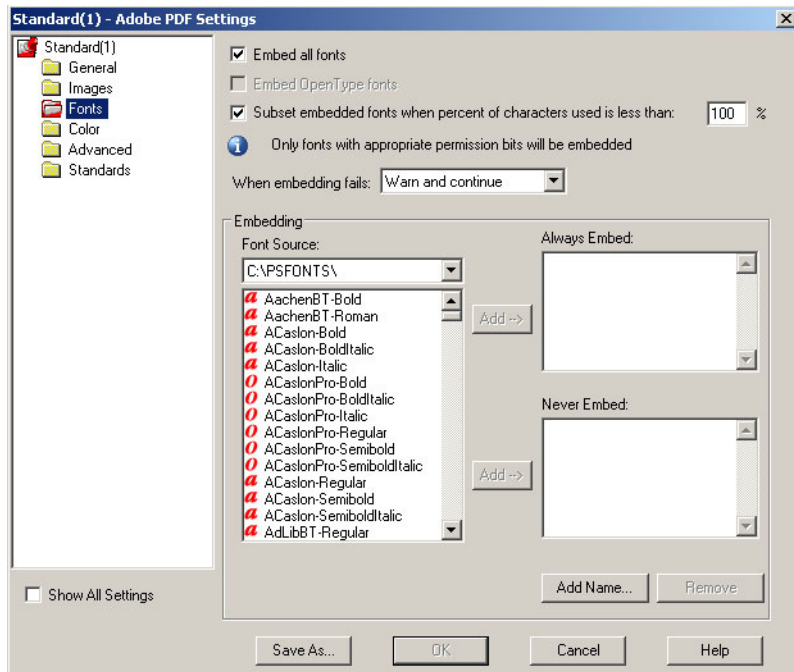 Standard(1) - Adobe PDF Settings
Standard(1)
General
Images
Fonts
Color
Advanced
Standards
Show All Settings
Embed all fonts
Embed OpenType fonts
Subset embedded fonts when percent of characters used is less than: 100 %
Only fonts with appropriate permission bits will be embedded
When embedding fails: Warn and continue
Embedding
Font Source:
C:\PSFONTS\
AachenBT-Bold
AachenBT-Roman
ACaslon-Bold
ACaslon-BoldItalic
ACaslon-Italic
ACaslonPro-Bold
ACaslonPro-BoldItalic
ACaslonPro-Italic
ACaslonPro-Regular
ACaslonPro-Semibold
ACaslonPro-SemiboldItalic
ACaslon-Regular
ACaslon-Semibold
ACaslon-SemiboldItalic
AdLibBT-Regular
Add -->
Add -->
Always Embed:
Never Embed:
Add Name...
Remove
Save As...
OK
Cancel
Help